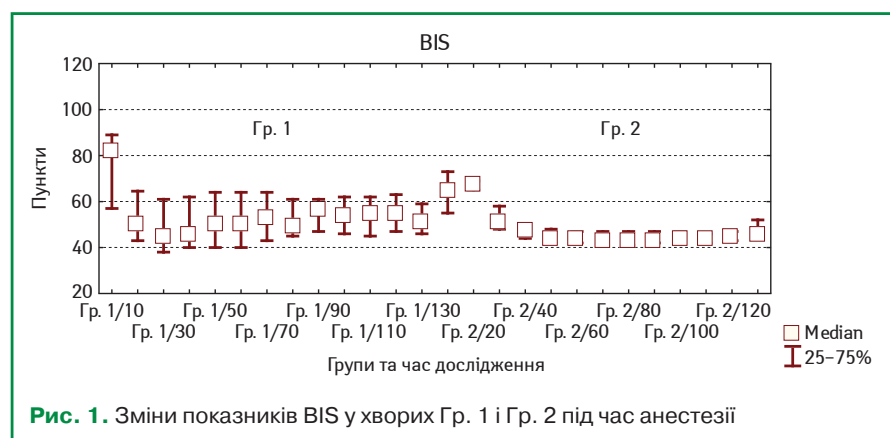 BIS
120
100
80
60
40
20
Пункти
Гр. 1
Гр. 2
Гр. 1/10 Гр. 1/50 Гр. 1/90 Гр. 1/130 Гр. 2/40 Гр. 2/80 Гр. 2/120
Гр. 1/30 Гр. 1/70 Гр. 1/110 Гр. 2/20 Гр. 2/60 Гр. 2/100
Групи та час дослідження
Median
25–75%
Рис. 1. Зміни показників BIS у хворих Гр. 1 і Гр. 2 під час анестезії